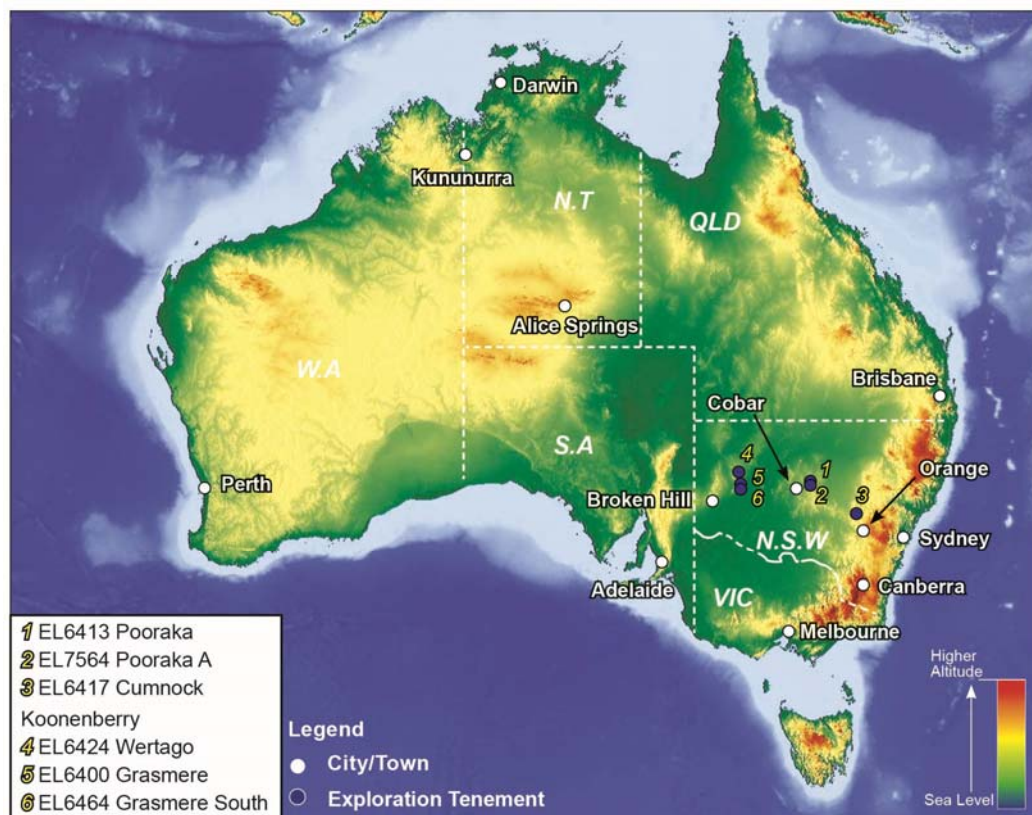 Darwin
Kununurra
N.T
QLD
Alice Springs
W.A
Brisbane
Cobar
S.A
4
1
Orange
5
Perth
Broken Hill
6
2
3
N.S.W
Sydney
Adelaide
VIC
Canberra
Melbourne
1 EL6413 Pooraka
2 EL7564 Pooraka A
3 EL6417 Cumnock
Koonenberry
4 EL6424 Wertago
5 EL6400 Grasmere
6 EL6464 Grasmere South
Legend
City/Town
Exploration Tenement
Higher
Altitude
Sea Level